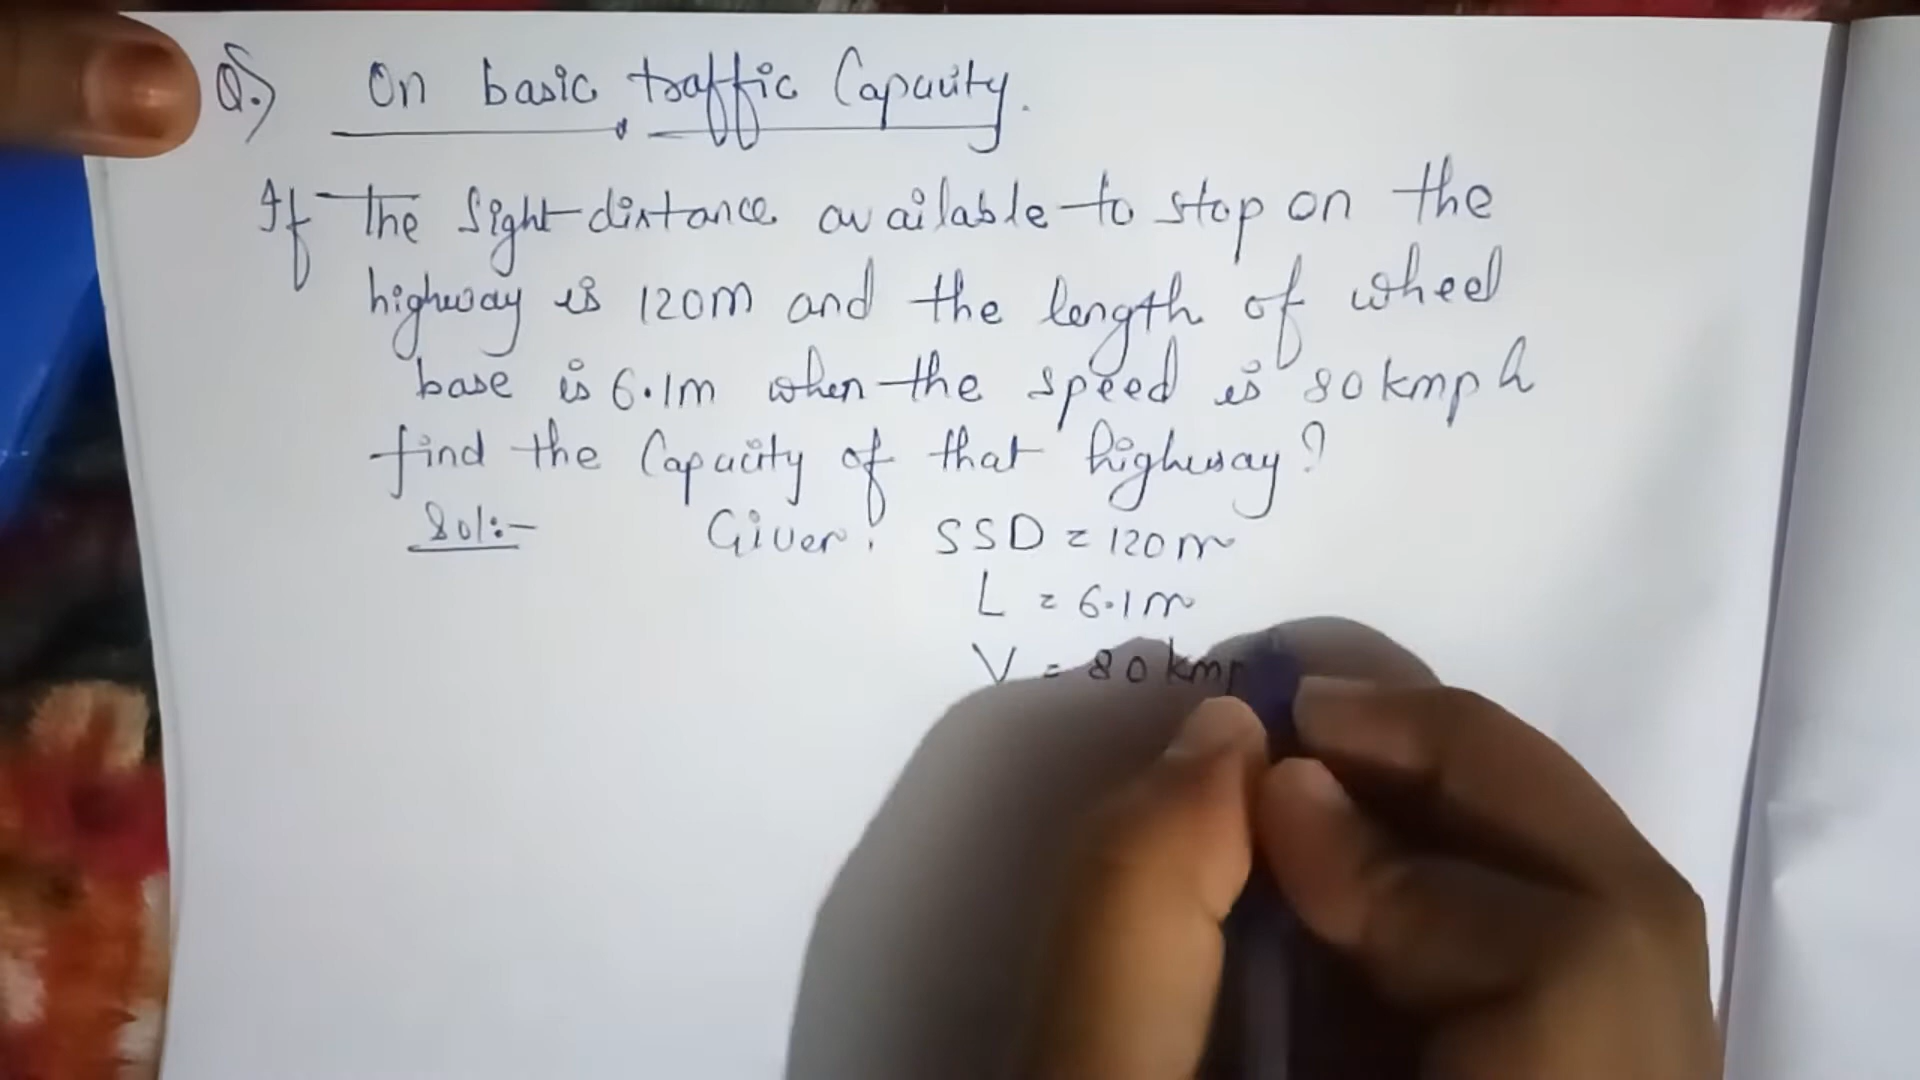 Q.) On basic traffic Capacity.
If the Sight distance available to stop on the
highway is 120m and the length of wheel
base is 6.1m when the speed is 80 kmph
find the Capacity of that highway?
Sol:- Given: SSD = 120m
L = 6.1m
V = 80 kmp